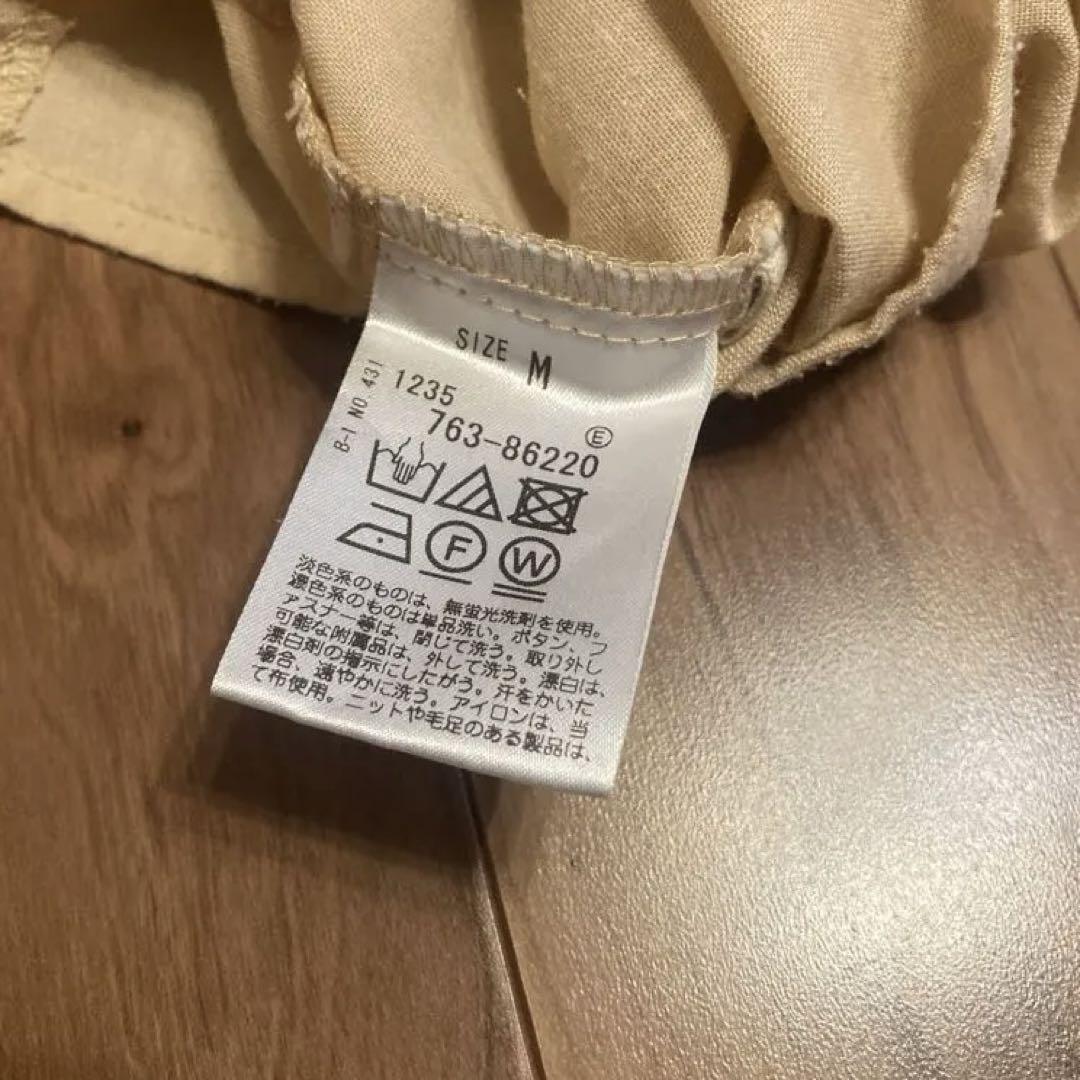 SIZE M
B-1 NO.431
1235
763-86220
E
F W
淡色系のものは、無蛍光洗剤を使用。
濃色系のものは単品洗い。ボタン、フ
ァスナー等は、閉じて洗う。取り外し
可能な附属品は、外して洗う。漂白は、
漂白剤の指示にしたがう。汗をかいた
場合、速やかに洗う。アイロンは、当
て布使用。ニットや毛足のある製品は、